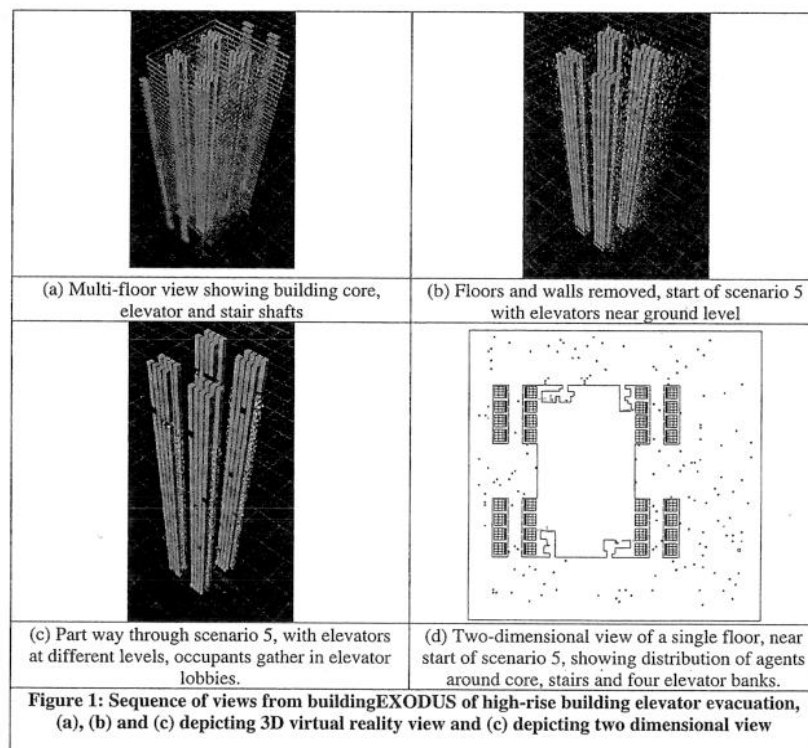 (a) Multi-floor view showing building core,
elevator and stair shafts
(b) Floors and walls removed, start of scenario 5
with elevators near ground level
(c) Part way through scenario 5, with elevators
at different levels, occupants gather in elevator
lobbies.
(d) Two-dimensional view of a single floor, near
start of scenario 5, showing distribution of agents
around core, stairs and four elevator banks.
Figure 1: Sequence of views from buildingEXODUS of high-rise building elevator evacuation,
(a), (b) and (c) depicting 3D virtual reality view and (c) depicting two dimensional view